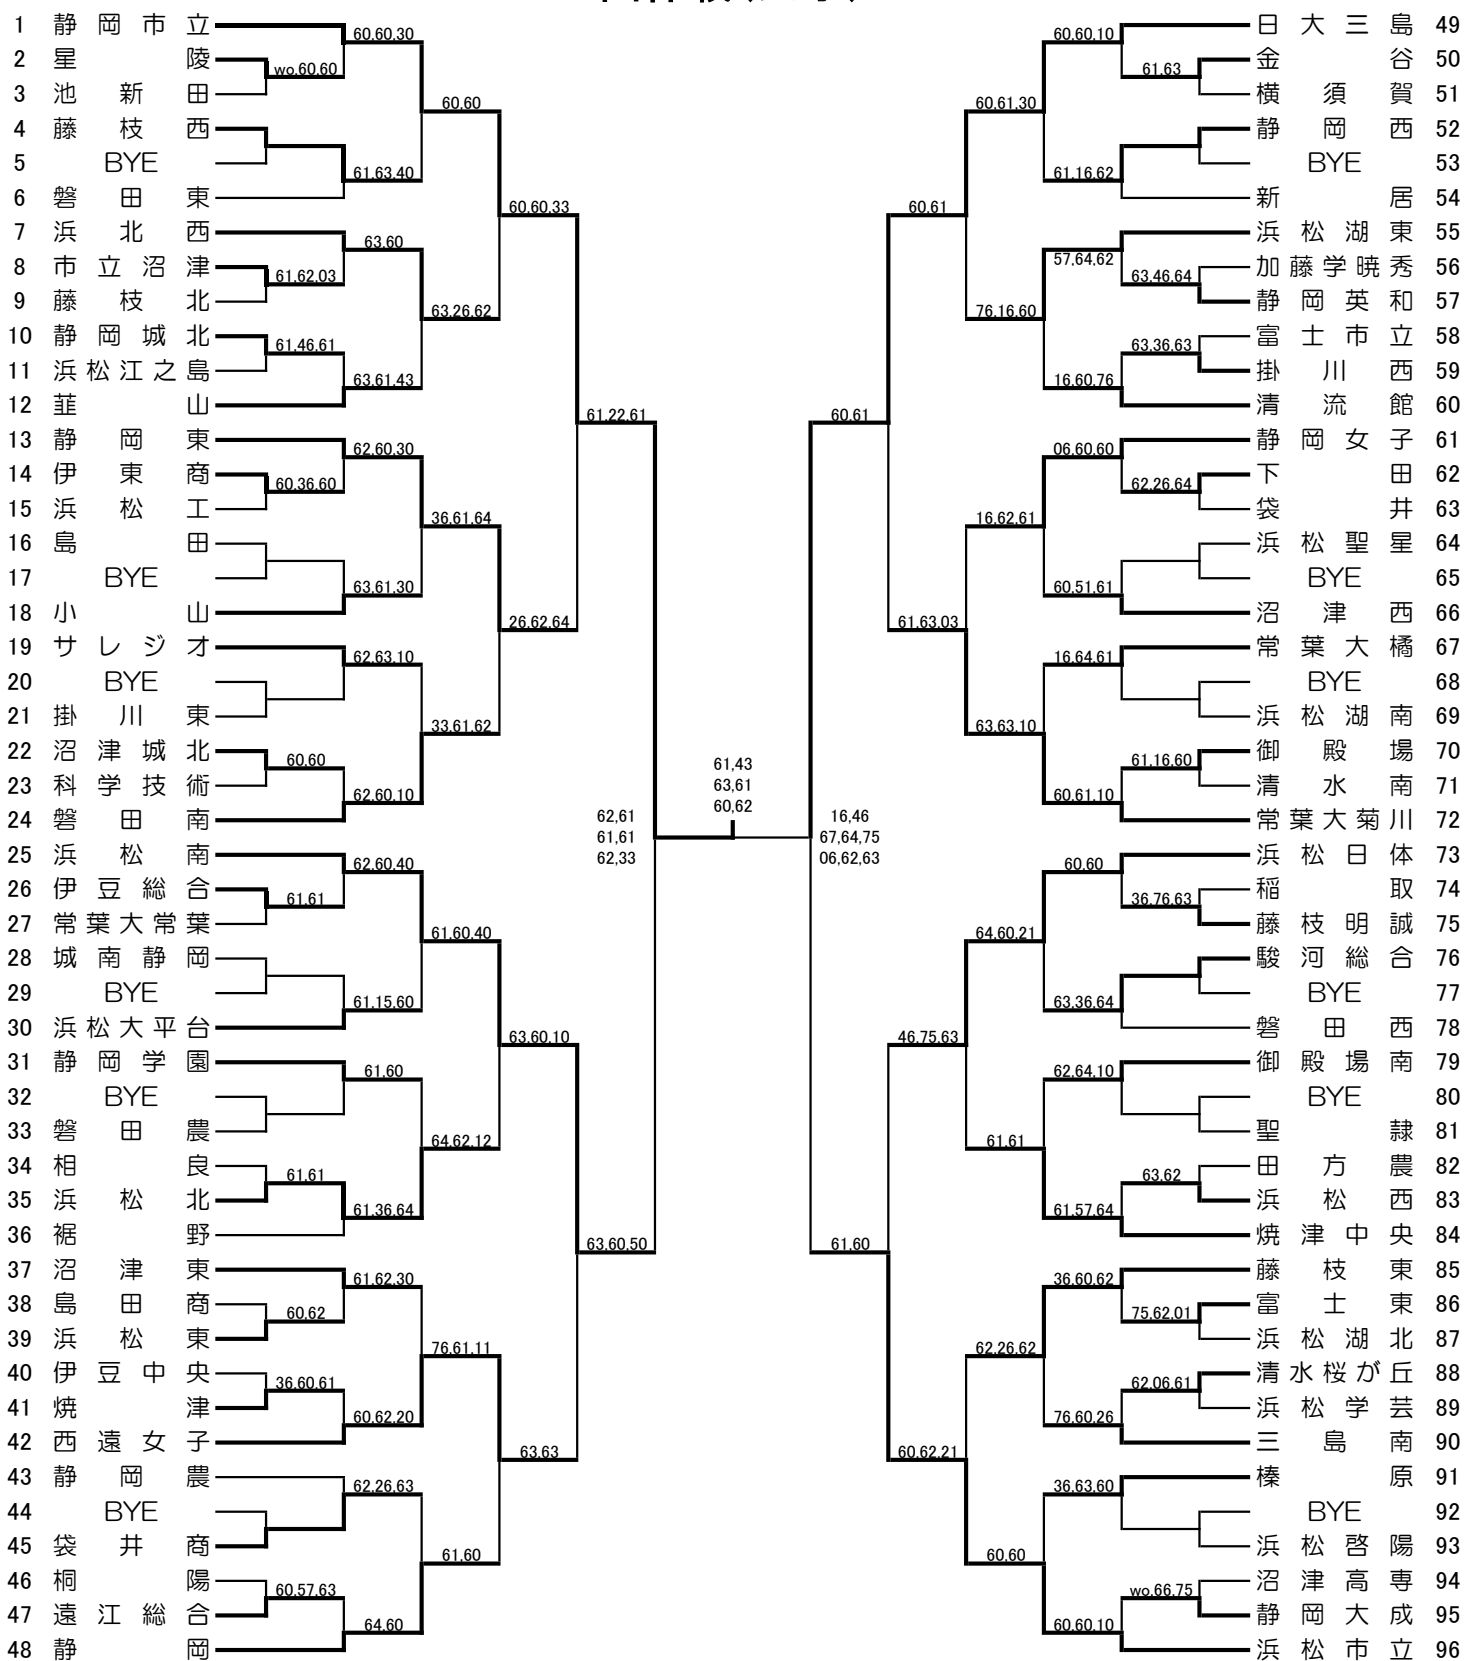 1 静岡市立
2 星陵
3 池新田
4 藤枝西
5 BYE
6 磐田東
7 浜北西
8 市立沼津
9 藤枝北
10 静岡城北
11 浜松江之島
12 韮山
13 静岡東
14 伊東商
15 浜松工
16 島田
17 BYE
18 小山
19 サレジオ
20 BYE
21 掛川東
22 沼津城北
23 科学技術
24 磐田南
25 浜松南
26 伊豆総合
27 常葉大常葉
28 城南静岡
29 BYE
30 浜松大平台
31 静岡学園
32 BYE
33 磐田農
34 相良
35 浜松北
36 裾野
37 沼津東
38 島田商
39 浜松東
40 伊豆中央
41 焼津
42 西遠女子
43 静岡農
44 BYE
45 袋井商
46 桐陽
47 遠江総合
48 静岡
wo.60.60
61,62,03
61,46,61
60,36,60
60,60
61,61
61,61
60,62
36,60,61
60,57,63
60,60,30
61,63,40
63,60
63,61,43
62,60,30
63,61,30
62,63,10
62,60,10
62,60,40
61,15,60
61,60
61,36,64
61,62,30
60,62,20
62,26,63
64,60
60,60
63,26,62
36,61,64
33,61,62
61,60,40
64,62,12
76,61,11
61,60
60,60,33
26,62,64
63,60,10
63,63
61,22,61
63,60,50
62,61
61,61
62,33
61,43
63,61
60,62
16,46
67,64,75
06,62,63
60,61
61,60
60,61
61,63,03
46,75,63
60,62,21
60,61,30
76,16,60
16,62,61
63,63,10
64,60,21
61,61
62,26,62
60,60
60,60,10
61,16,62
57,64,62
16,60,76
06,60,60
60,51,61
16,64,61
60,61,10
60,60
63,36,64
62,64,10
61,57,64
36,60,62
76,60,26
36,63,60
60,60,10
61,63
63,46,64
63,36,63
62,26,64
61,16,60
36,76,63
63,62
75,62,01
62,06,61
wo.66,75
日大三島 49
金谷 50
横須賀 51
静岡西 52
BYE 53
新居 54
浜松湖東 55
加藤学暁秀 56
静岡英和 57
富士市立 58
掛川西 59
清流館 60
静岡女子 61
下田 62
袋井 63
浜松聖星 64
BYE 65
沼津西 66
常葉大橘 67
BYE 68
浜松湖南 69
御殿場 70
清水南 71
常葉大菊川 72
浜松日体 73
稲取 74
藤枝明誠 75
駿河総合 76
BYE 77
磐田西 78
御殿場南 79
BYE 80
聖隷 81
田方農 82
浜松西 83
焼津中央 84
藤枝東 85
富士東 86
浜松湖北 87
清水桜が丘 88
浜松学芸 89
三島南 90
榛原 91
BYE 92
浜松啓陽 93
沼津高専 94
静岡大成 95
浜松市立 96